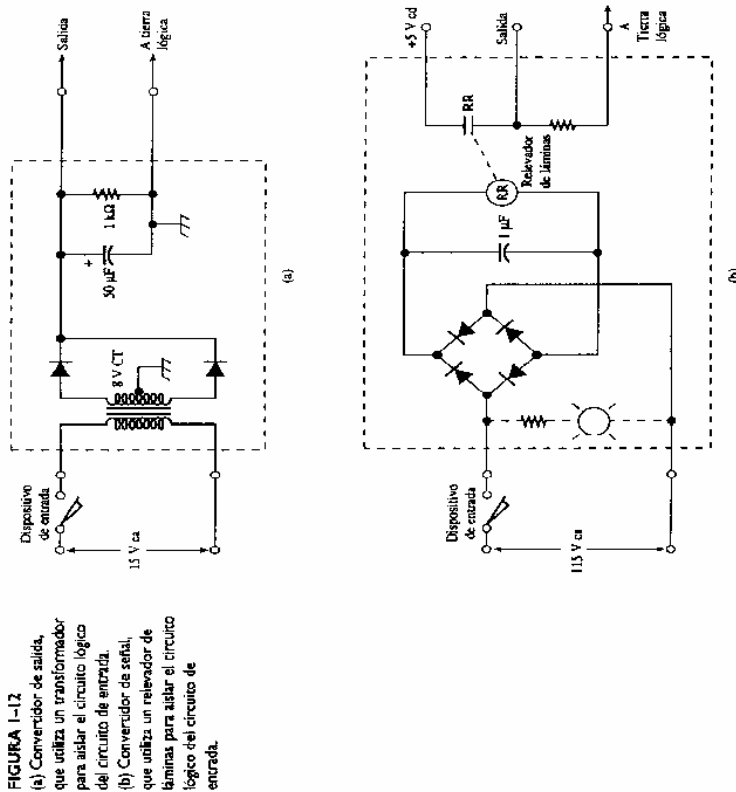 FIGURA 1-12
(a) Convertidor de salida,
que utiliza un transformador
para aislar el circuito lógico
del circuito de entrada.
(b) Convertidor de señal,
que utiliza un relevador de
láminas para aislar el circuito
lógico del circuito de
entrada.
Dispositivo
de entrada
15 V ca
8 V CT
+
50 µF
1 kΩ
Salida
A tierra
lógica
(a)
Dispositivo
de entrada
115 V ca
1 µF
RR
Relevador
de láminas
RR
+5 V cd
Salida
A
Tierra
lógica
(b)